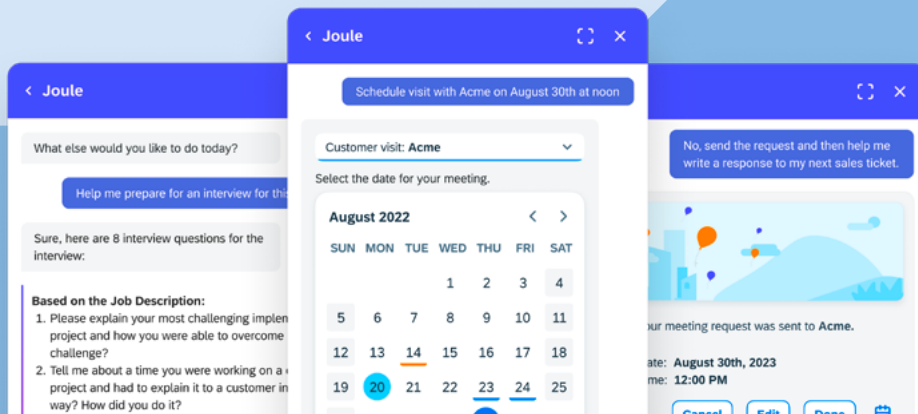 Joule
What else would you like to do today?
Help me prepare for an interview for this
Sure, here are 8 interview questions for the
interview:
Based on the Job Description:
1. Please explain your most challenging
project and how you were able to overcome
challenge?
2. Tell me about a time you were working on a
project and had to explain it to a customer in
way? How did you do it?
Joule
Schedule visit with Acme on August 30th at noon
Customer visit: Acme
Select the date for your meeting.
August 2022
SUN MON TUE WED THU FRI SAT
1 2 3 4
5 6 7 8 9 10 11
12 13 14 15 16 17 18
19 20 21 22 23 24 25
No, send the request and then help me
write a response to my next sales ticket.
meeting request was sent to Acme.
August 30th, 2023
12:00 PM
Cancel Edit Done